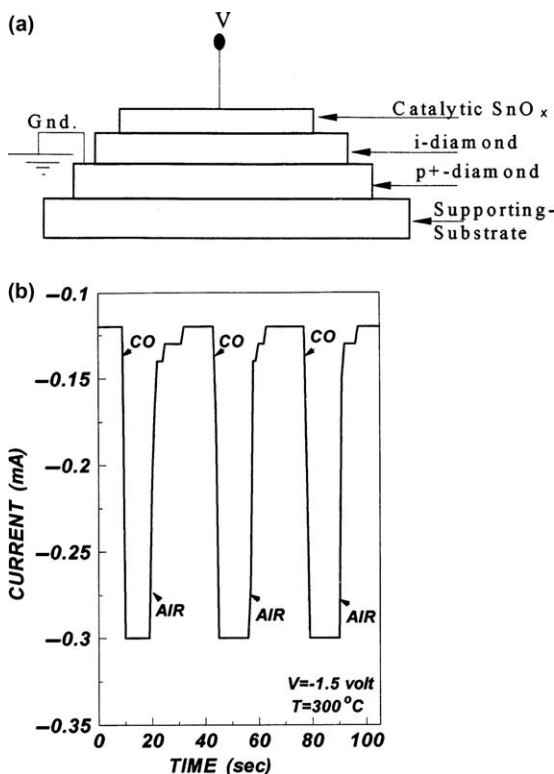 (a)
V
Catalytic SnOₓ
Gnd.
i-diamond
p+-diamond
Supporting-
Substrate
(b)
−0.1
−0.15
−0.2
−0.25
−0.3
−0.35
CURRENT (mA)
CO
CO
CO
AIR
AIR
AIR
V=-1.5 volt
T=300°C
0 20 40 60 80 100
TIME (sec)